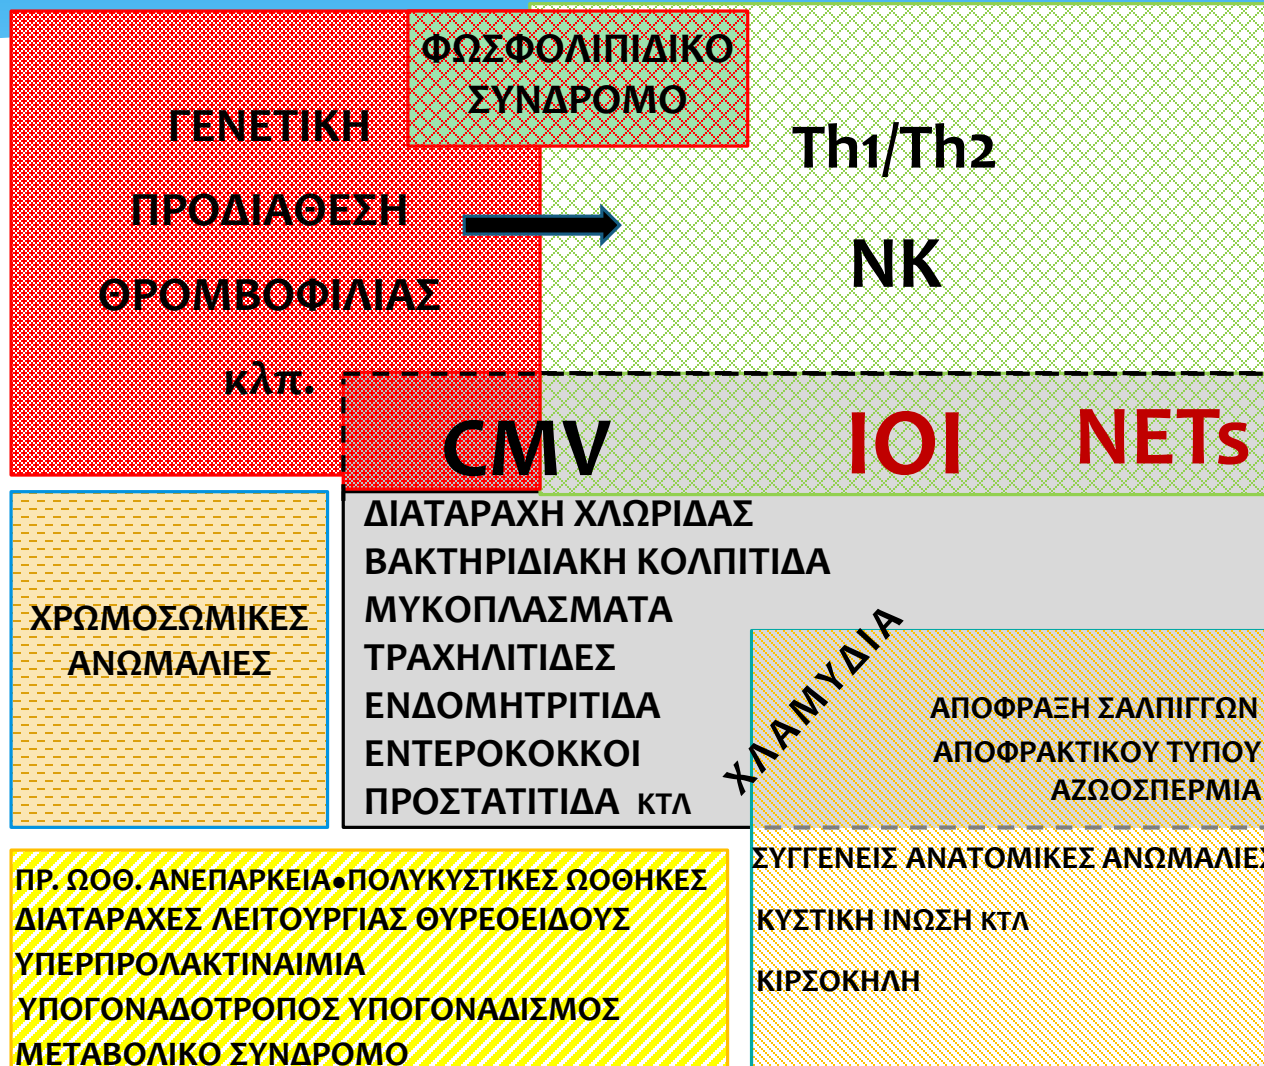 ΦΩΣΦΟΛΙΠΙΔΙΚΟ
ΣΥΝΔΡΟΜΟ
ΓΕΝΕΤΙΚΗ
ΠΡΟΔΙΑΘΕΣΗ
ΘΡΟΜΒΟΦΙΛΙΑΣ
κλπ.
Th1/Th2
NK
CMV
ΙΟΙ
NETs
ΧΡΩΜΟΣΩΜΙΚΕΣ
ΑΝΩΜΑΛΙΕΣ
ΔΙΑΤΑΡΑΧΗ ΧΛΩΡΙΔΑΣ
ΒΑΚΤΗΡΙΔΙΑΚΗ ΚΟΛΠΙΤΙΔΑ
ΜΥΚΟΠΛΑΣΜΑΤΑ
ΤΡΑΧΗΛΙΤΙΔΕΣ
ΕΝΔΟΜΗΤΡΙΤΙΔΑ
ΕΝΤΕΡΟΚΟΚΚΟΙ
ΠΡΟΣΤΑΤΙΤΙΔΑ ΚΤΛ
ΧΛΑΜΥΔΙΑ
ΑΠΟΦΡΑΞΗ ΣΑΛΠΙΓΓΩΝ
ΑΠΟΦΡΑΚΤΙΚΟΥ ΤΥΠΟΥ
ΑΖΩΟΣΠΕΡΜΙΑ
ΣΥΓΓΕΝΕΙΣ ΑΝΑΤΟΜΙΚΕΣ ΑΝΩΜΑΛΙΕΣ
ΚΥΣΤΙΚΗ ΙΝΩΣΗ ΚΤΛ
ΚΙΡΣΟΚΗΛΗ
ΠΡ. ΩΟΘ. ΑΝΕΠΑΡΚΕΙΑ•ΠΟΛΥΚΥΣΤΙΚΕΣ ΩΟΘΗΚΕΣ
ΔΙΑΤΑΡΑΧΕΣ ΛΕΙΤΟΥΡΓΙΑΣ ΘΥΡΕΟΕΙΔΟΥΣ
ΥΠΕΡΠΡΟΛΑΚΤΙΝΑΙΜΙΑ
ΥΠΟΓΟΝΑΔΟΤΡΟΠΟΣ ΥΠΟΓΟΝΑΔΙΣΜΟΣ
ΜΕΤΑΒΟΛΙΚΟ ΣΥΝΔΡΟΜΟ